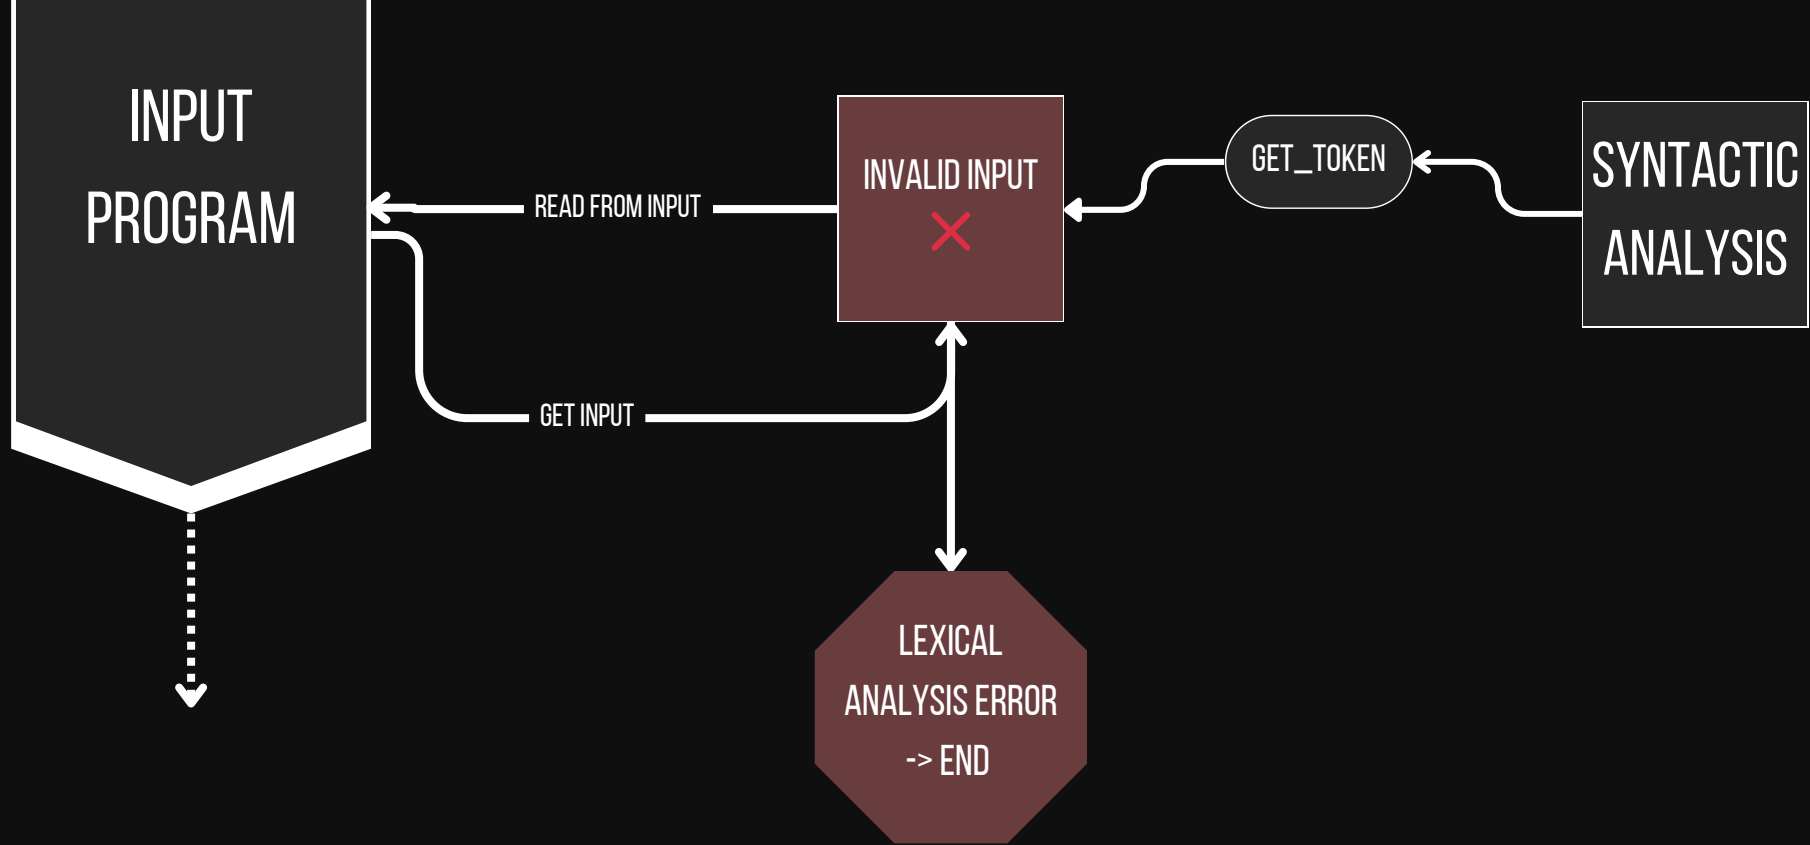 INPUT
PROGRAM
READ FROM INPUT
GET INPUT
INVALID INPUT
GET_TOKEN
SYNTACTIC
ANALYSIS
LEXICAL
ANALYSIS ERROR
-> END